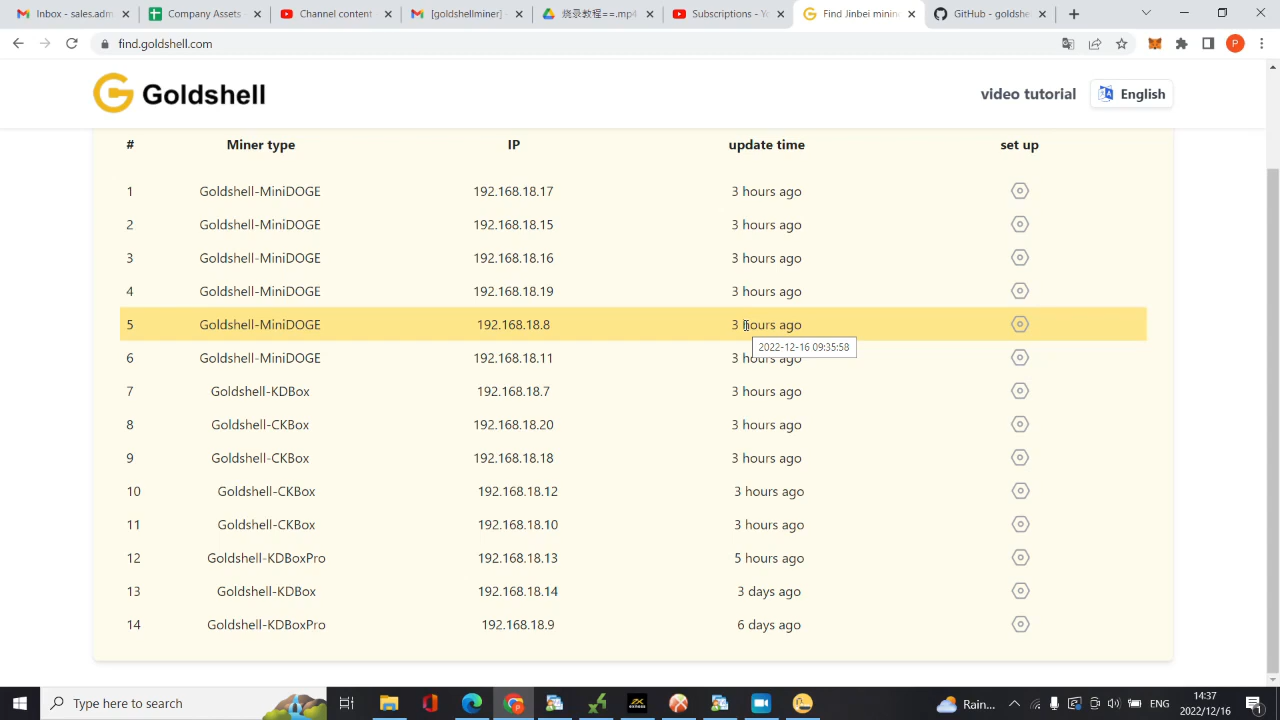 Inbox - sales.admin
Company Assets -
Channel content -
[goldshellminer] -
烧录教程==.mp4
Subscriptions - Y
Find Jinbei mining
GitHub - goldshe
find.goldshell.com
P
Goldshell
video tutorial
English
# Miner type IP update time set up
1 Goldshell-MiniDOGE 192.168.18.17 3 hours ago
2 Goldshell-MiniDOGE 192.168.18.15 3 hours ago
3 Goldshell-MiniDOGE 192.168.18.16 3 hours ago
4 Goldshell-MiniDOGE 192.168.18.19 3 hours ago
5 Goldshell-MiniDOGE 192.168.18.8 3 hours ago
2022-12-16 09:35:58
6 Goldshell-MiniDOGE 192.168.18.11 3 hours ago
7 Goldshell-KDBox 192.168.18.7 3 hours ago
8 Goldshell-CKBox 192.168.18.20 3 hours ago
9 Goldshell-CKBox 192.168.18.18 3 hours ago
10 Goldshell-CKBox 192.168.18.12 3 hours ago
11 Goldshell-CKBox 192.168.18.10 3 hours ago
12 Goldshell-KDBoxPro 192.168.18.13 5 hours ago
13 Goldshell-KDBox 192.168.18.14 3 days ago
14 Goldshell-KDBoxPro 192.168.18.9 6 days ago
Type here to search
Rain...
ENG
14:37
2022/12/16
1